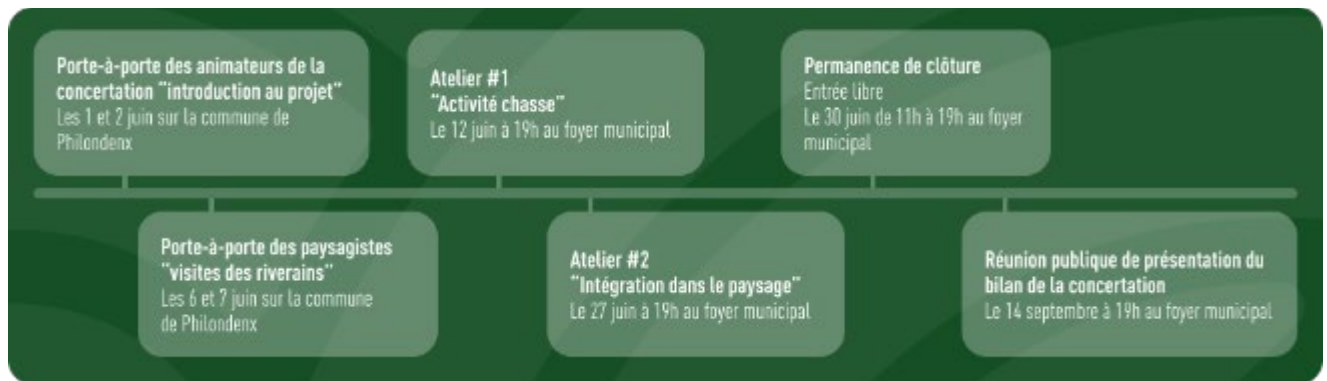 Porte-à-porte des animateurs de la
concertation "introduction au projet"
Les 1 et 2 juin sur la commune de
Philondenx
Porte-à-porte des paysagistes
"visites des riverains"
Les 6 et 7 juin sur la commune
de Philondenx
Atelier #1
"Activité chasse"
Le 12 juin à 19h au foyer municipal
Atelier #2
"Intégration dans le paysage"
Le 27 juin à 19h au foyer municipal
Permanence de clôture
Entrée libre
Le 30 juin de 11h à 19h au foyer
municipal
Réunion publique de présentation du
bilan de la concertation
Le 14 septembre à 19h au foyer municipal